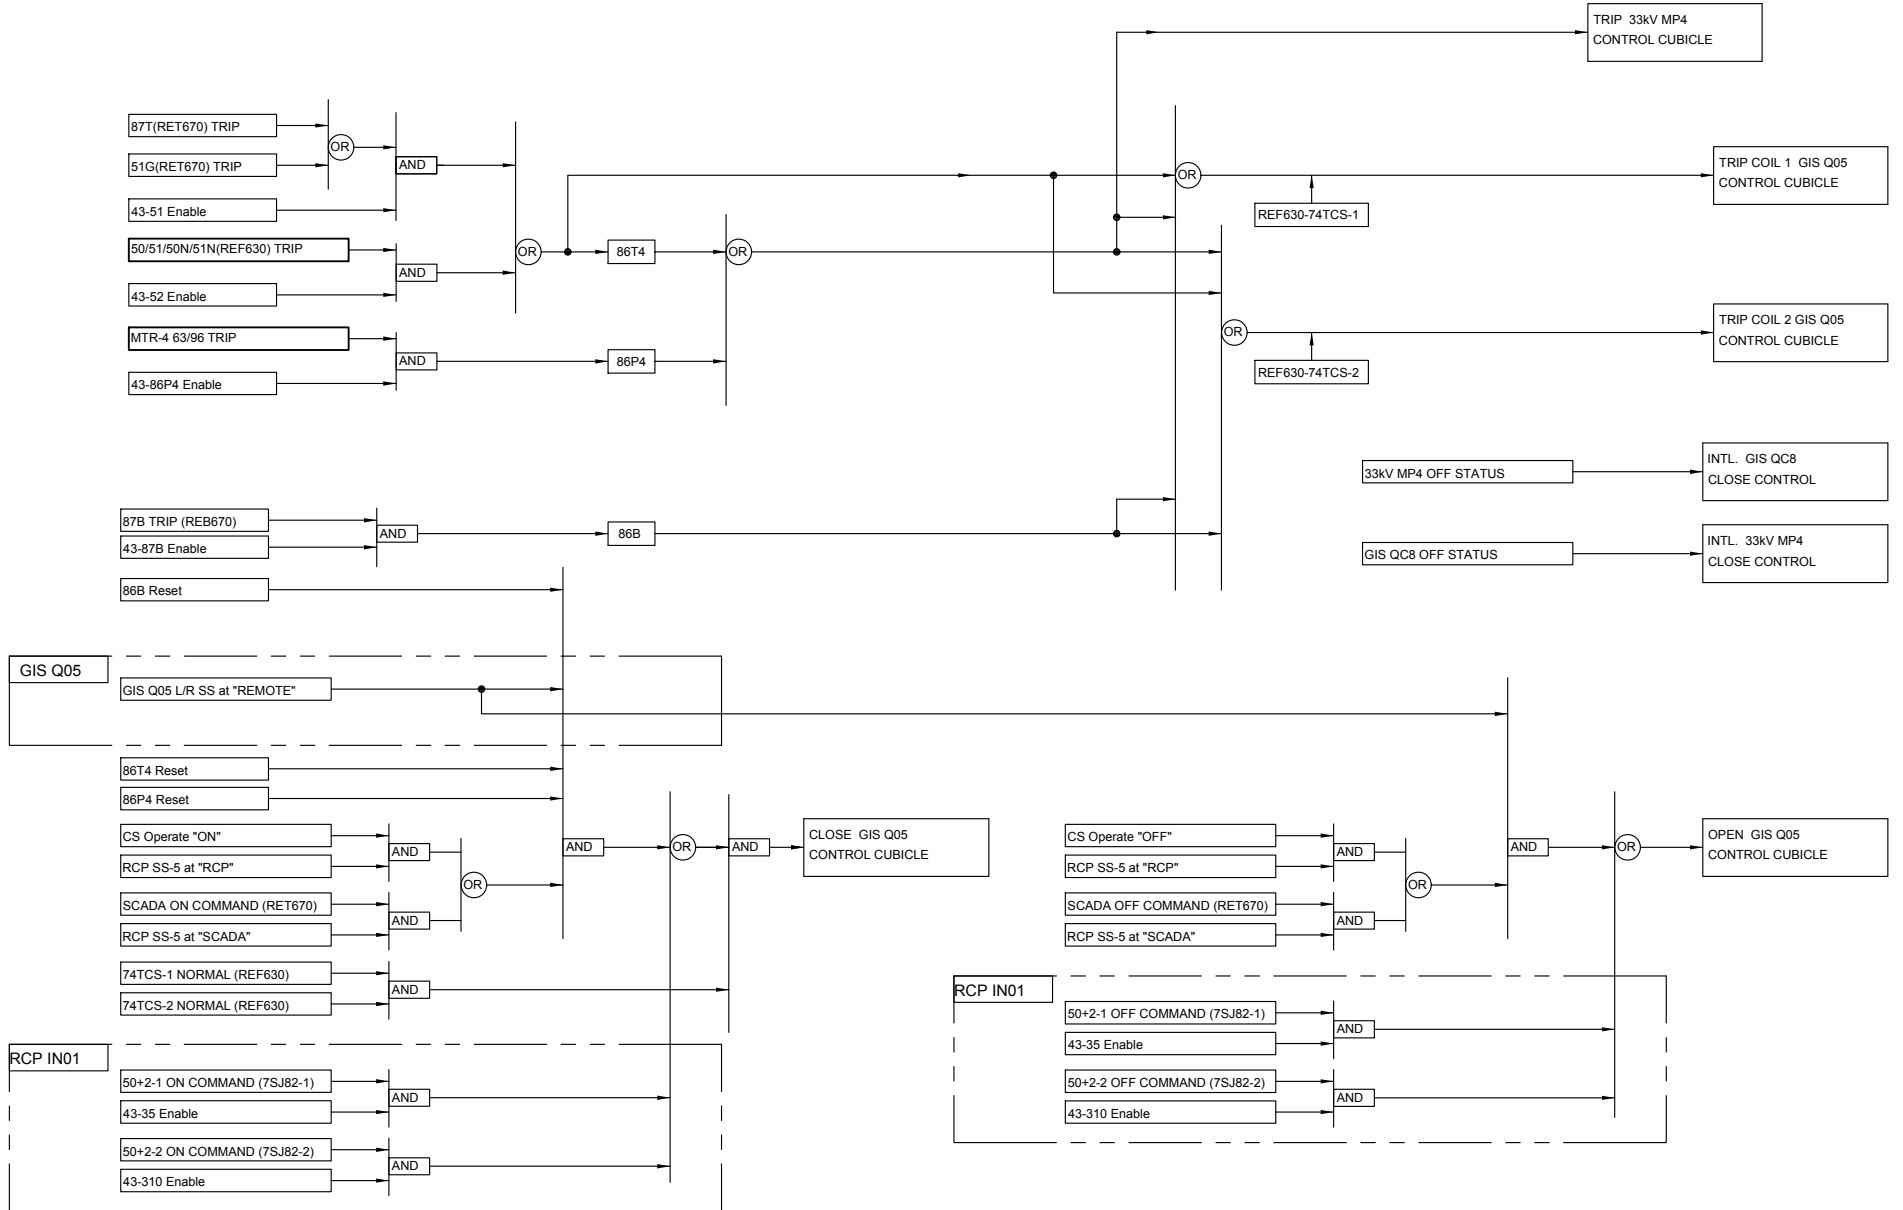 TRIP  33kV MP4
CONTROL CUBICLE
87T(RET670) TRIP
OR
51G(RET670) TRIP
AND
43-51 Enable
OR
TRIP COIL 1  GIS Q05
CONTROL CUBICLE
REF630-74TCS-1
50/51/50N/51N(REF630) TRIP
AND
OR
86T4
OR
43-52 Enable
MTR-4 63/96 TRIP
AND
86P4
43-86P4 Enable
OR
TRIP COIL 2 GIS Q05
CONTROL CUBICLE
REF630-74TCS-2
33kV MP4 OFF STATUS
INTL.  GIS QC8
CLOSE CONTROL
87B TRIP (REB670)
AND
86B
43-87B Enable
GIS QC8 OFF STATUS
INTL.  33kV MP4
CLOSE CONTROL
86B Reset
GIS Q05
GIS Q05 L/R SS at "REMOTE"
86T4 Reset
86P4 Reset
CS Operate "ON"
AND
RCP SS-5 at "RCP"
OR
SCADA ON COMMAND (RET670)
AND
RCP SS-5 at "SCADA"
AND
OR
AND
CLOSE  GIS Q05
CONTROL CUBICLE
74TCS-1 NORMAL (REF630)
AND
74TCS-2 NORMAL (REF630)
RCP IN01
50+2-1 ON COMMAND (7SJ82-1)
AND
43-35 Enable
50+2-2 ON COMMAND (7SJ82-2)
AND
43-310 Enable
CS Operate "OFF"
AND
RCP SS-5 at "RCP"
OR
SCADA OFF COMMAND (RET670)
AND
RCP SS-5 at "SCADA"
AND
OR
OPEN  GIS Q05
CONTROL CUBICLE
RCP IN01
50+2-1 OFF COMMAND (7SJ82-1)
AND
43-35 Enable
50+2-2 OFF COMMAND (7SJ82-2)
AND
43-310 Enable